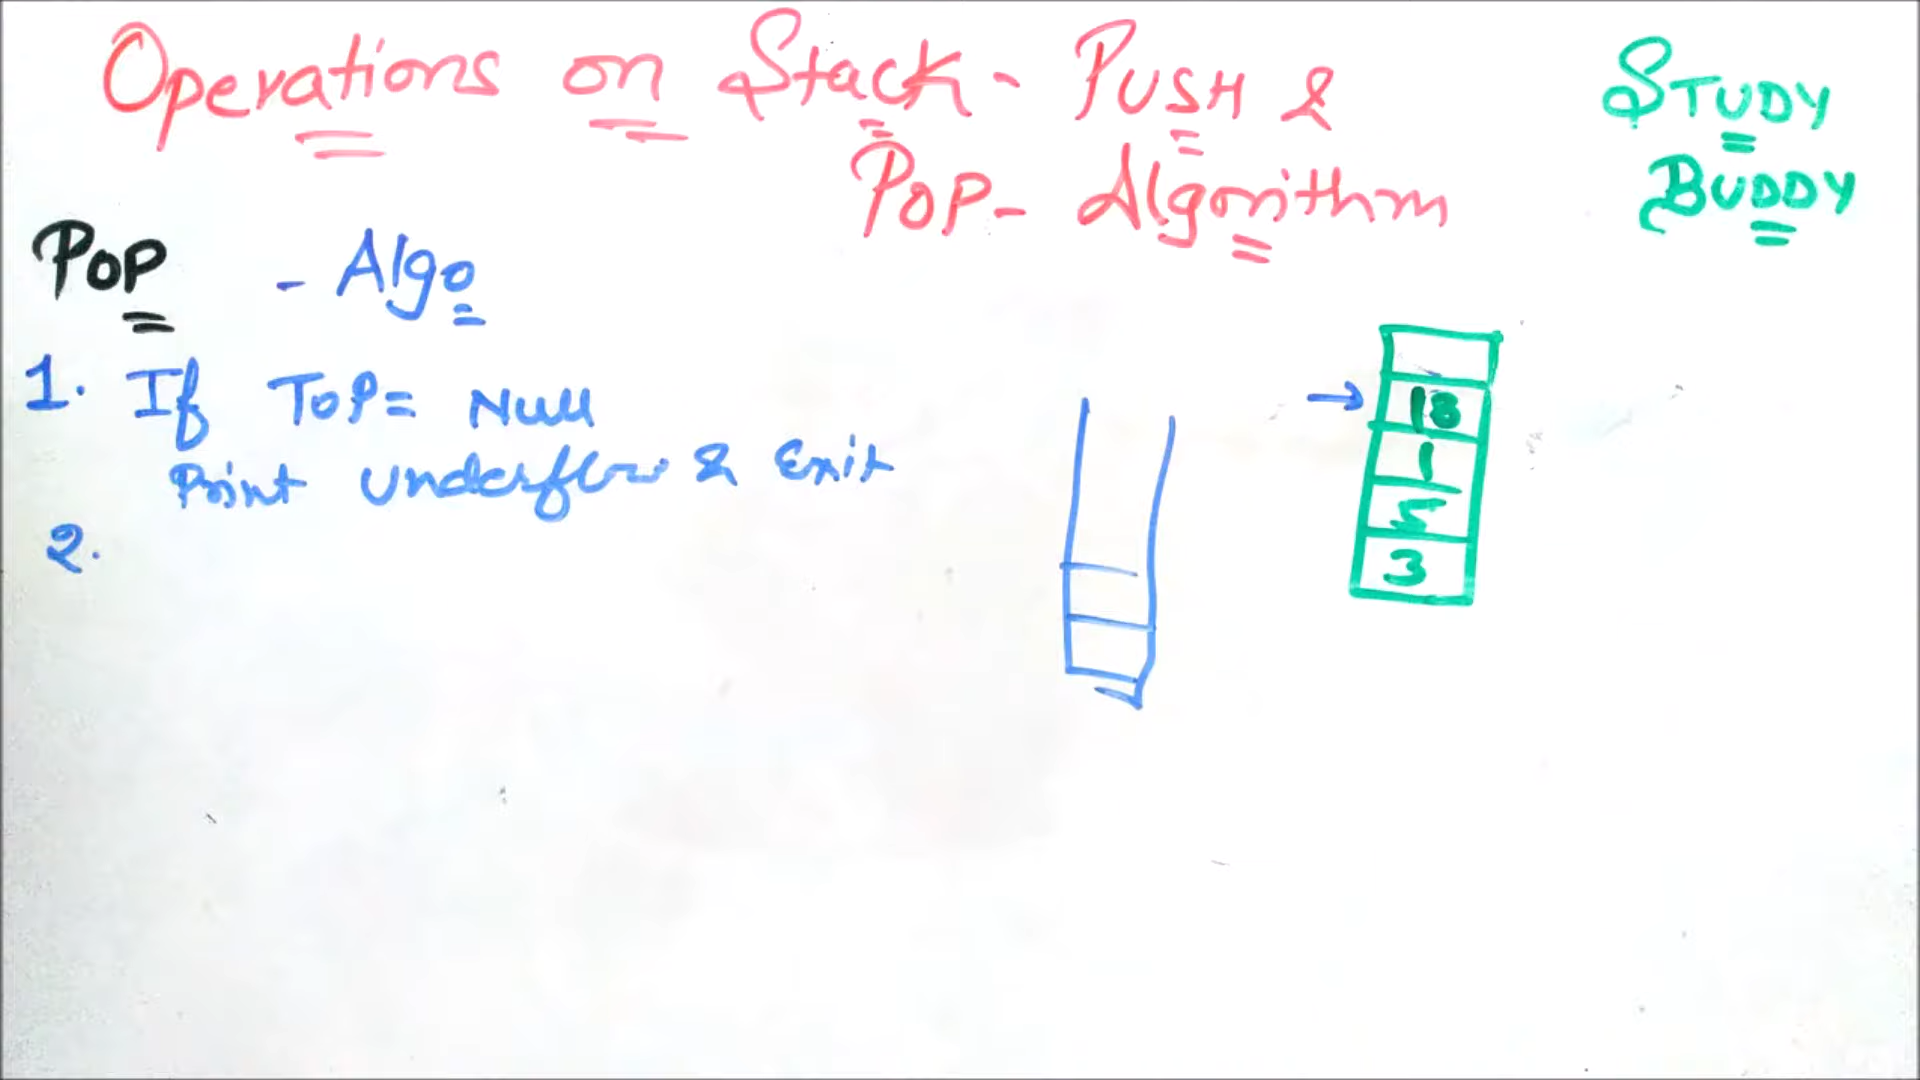 Operations on Stack - PUSH &
POP - Algorithm
STUDY
BUDDY
POP - Algo
1. If TOP = Null
Print underflow & Exit
2.
18
1
5
3